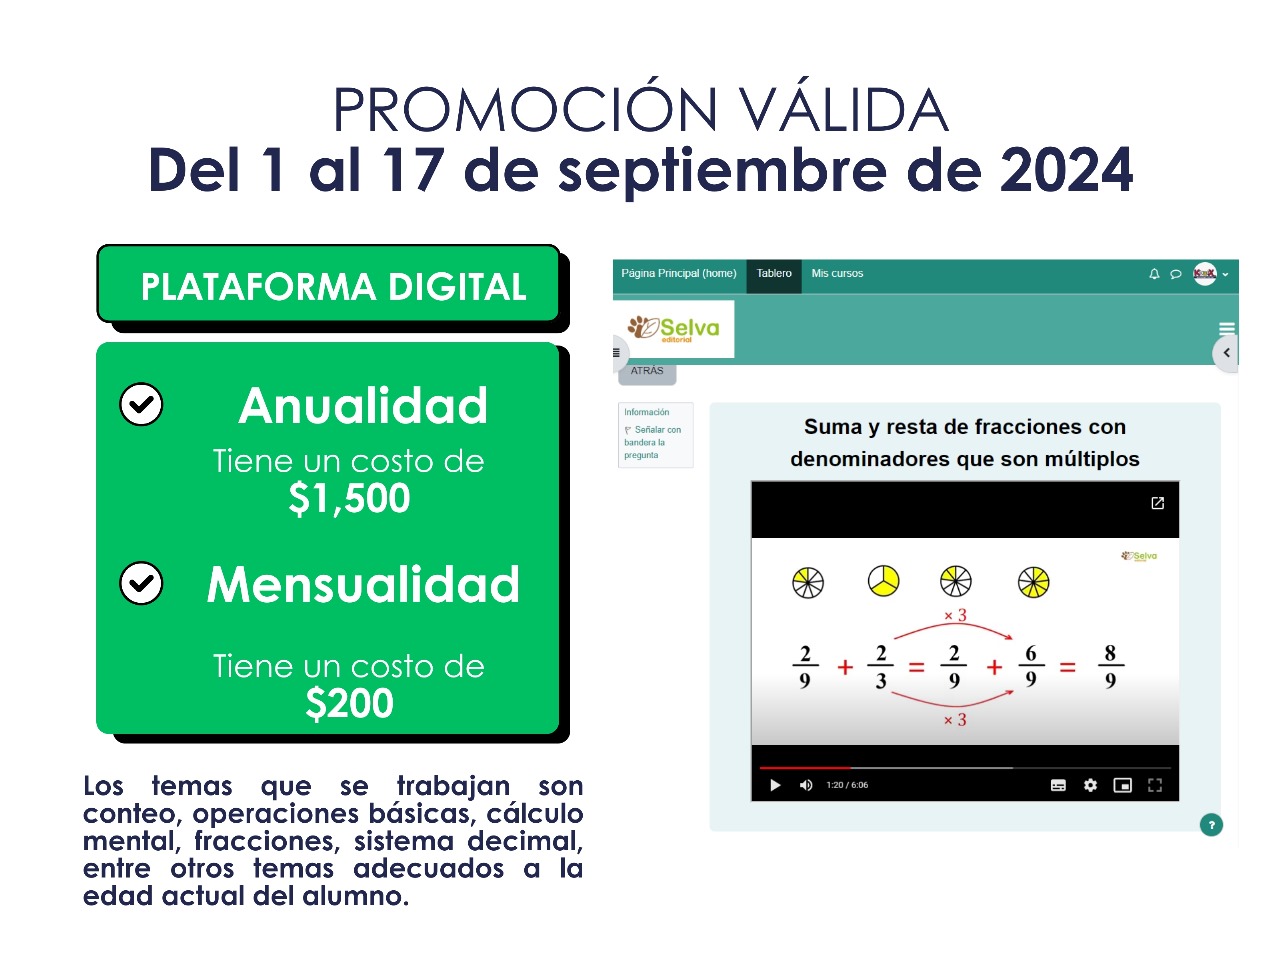 PROMOCIÓN VÁLIDA
Del 1 al 17 de septiembre de 2024
PLATAFORMA DIGITAL
Anualidad
Tiene un costo de
$1,500
Mensualidad
Tiene un costo de
$200
Los temas que se trabajan son
conteo, operaciones básicas, cálculo
mental, fracciones, sistema decimal,
entre otros temas adecuados a la
edad actual del alumno.
Página Principal (home) Tablero Mis cursos
Selva
editorial
ATRÁS
Información
Señalar con
bandera la
pregunta
Suma y resta de fracciones con
denominadores que son múltiplos
Selva
× 3
2/9 + 2/3 = 2/9 + 6/9 = 8/9
× 3
1:20 / 6:06
?